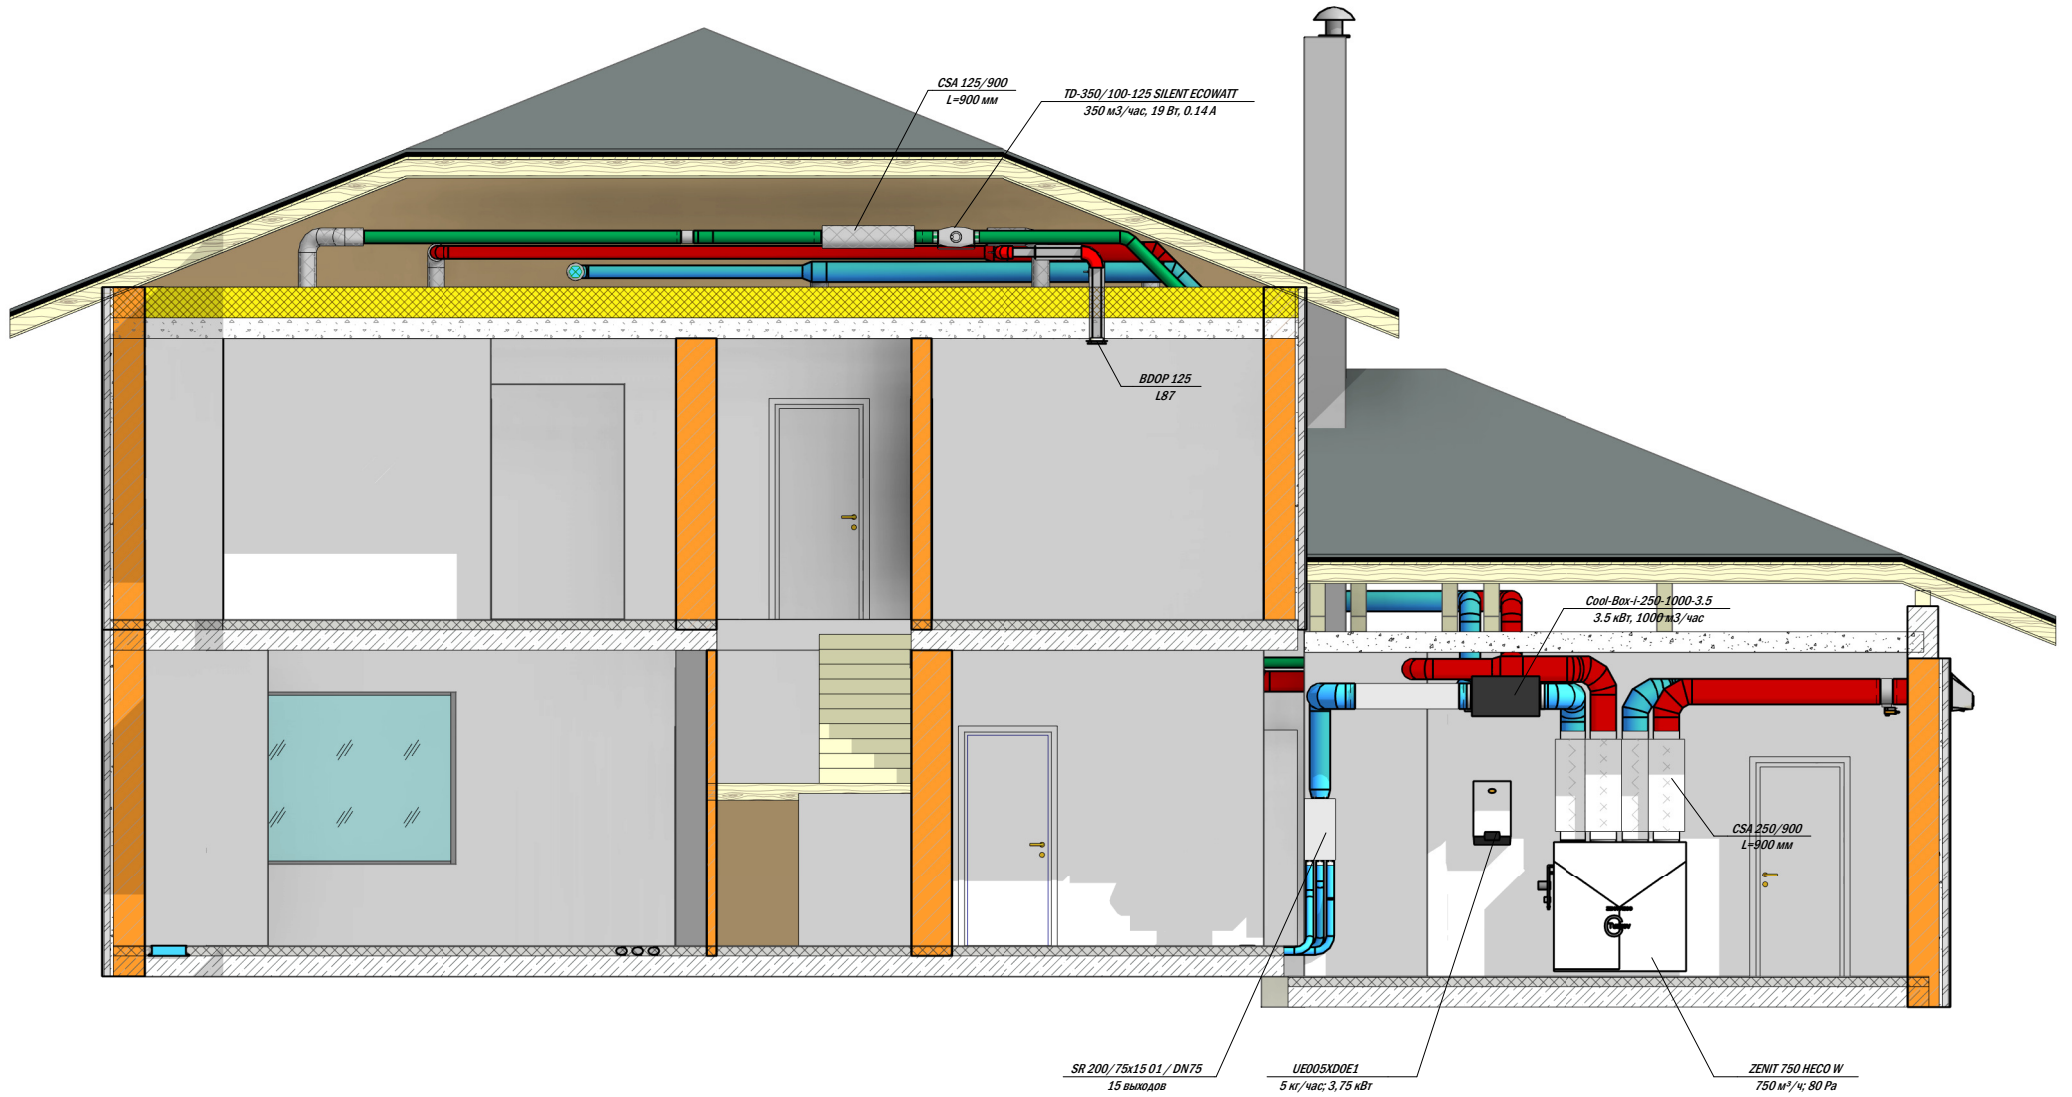 CSA 125/900
L=900 мм
TD-350/100-125 SILENT ECOWATT
350 м3/час, 19 Вт, 0.14 А
BDOP 125
L87
Cool-Box-i-250-1000-3.5
3.5 кВт, 1000 м3/час
CSA 250/900
L=900 мм
SR 200/75x15 01 / DN75
15 выходов
UE005XD0E1
5 кг/час; 3,75 кВт
ZENIT 750 HECO W
750 м³/ч; 80 Pa